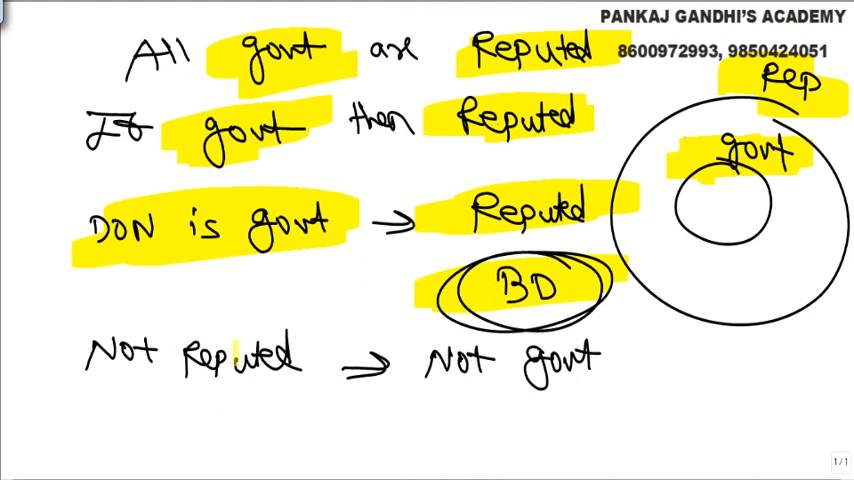 PANKAJ GANDHI'S ACADEMY
8600972993, 9850424051
All govt are Reputed
Rep
If govt then Reputed
govt
DON is govt → Reputed
BD
Not Reputed → Not govt
1/1